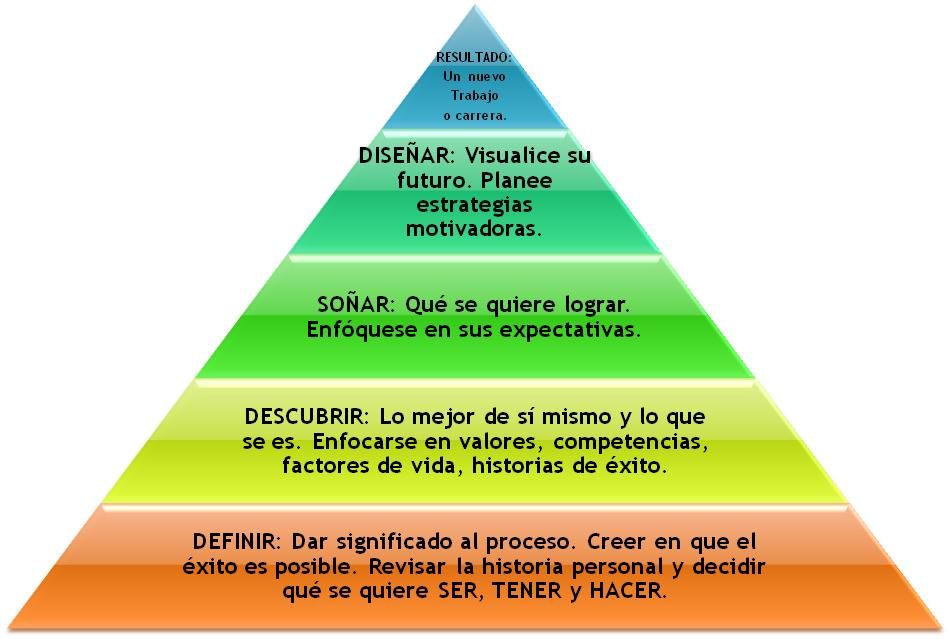 RESULTADO:
Un nuevo
Trabajo
o carrera.
DISEÑAR: Visualice su
futuro. Planee
estrategias
motivadoras.
SOÑAR: Qué se quiere lograr.
Enfóquese en sus expectativas.
DESCUBRIR: Lo mejor de sí mismo y lo que
se es. Enfocarse en valores, competencias,
factores de vida, historias de éxito.
DEFINIR: Dar significado al proceso. Creer en que el
éxito es posible. Revisar la historia personal y decidir
qué se quiere SER, TENER y HACER.